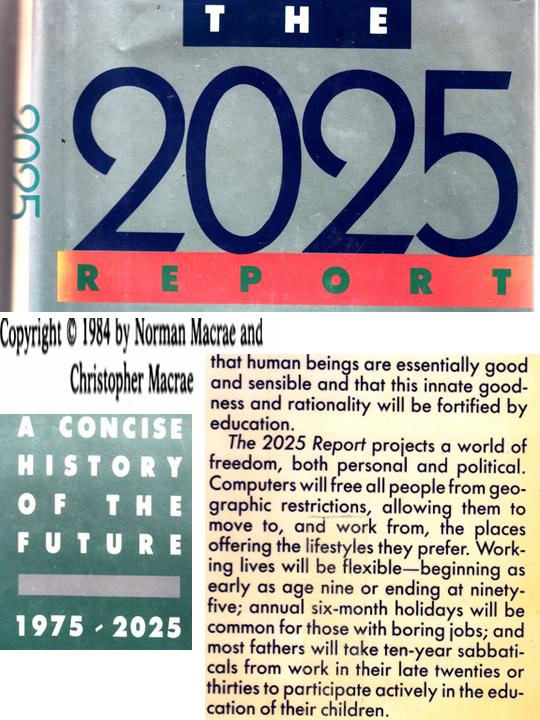 THE
2025
2025
REPORT
Copyright © 1984 by Norman Macrae and
Christopher Macrae
A CONCISE
HISTORY
OF THE
FUTURE
1975 - 2025
that human beings are essentially good
and sensible and that this innate good-
ness and rationality will be fortified by
education.
The 2025 Report projects a world of
freedom, both personal and political.
Computers will free all people from geo-
graphic restrictions, allowing them to
move to, and work from, the places
offering the lifestyles they prefer. Work-
ing lives will be flexible—beginning as
early as age nine or ending at ninety-
five; annual six-month holidays will be
common for those with boring jobs; and
most fathers will take ten-year sabbati-
cals from work in their late twenties or
thirties to participate actively in the edu-
cation of their children.